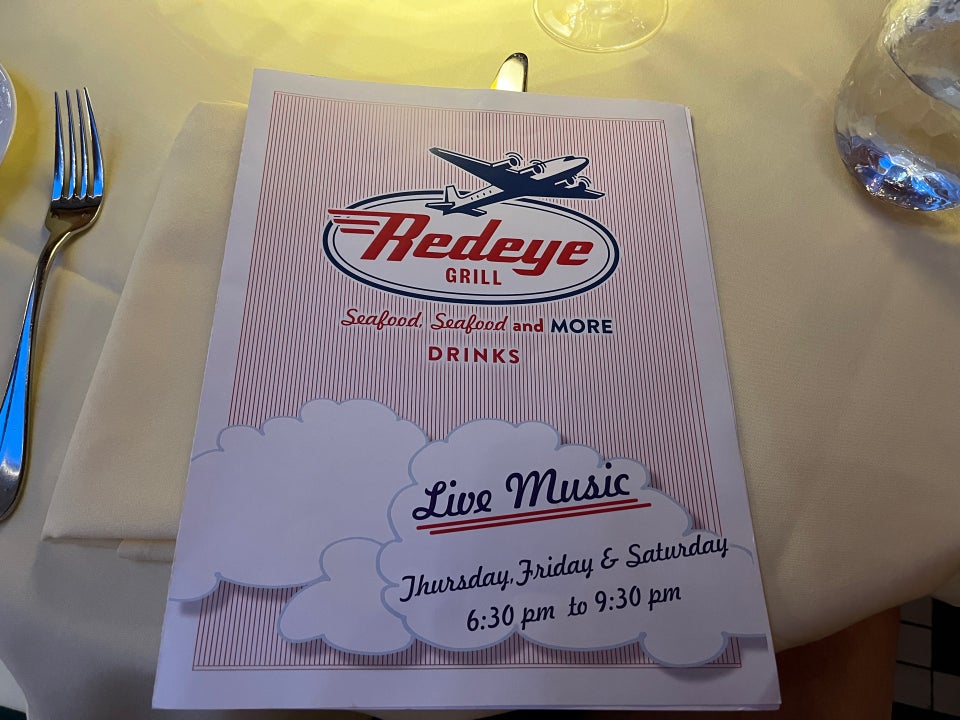 Redeye
GRILL
Seafood, Seafood and MORE
DRINKS
Live Music
Thursday, Friday & Saturday
6:30 pm to 9:30 pm